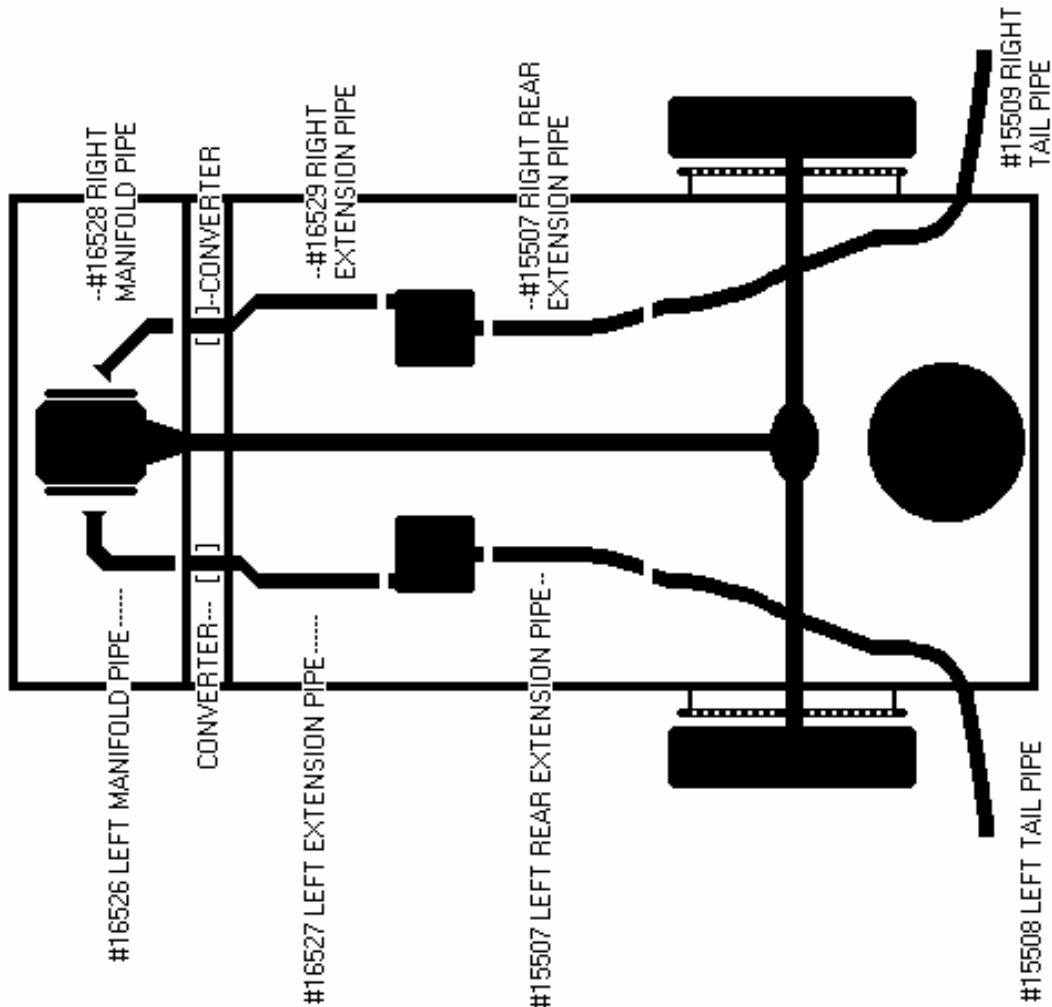 --#16528 RIGHT
MANIFOLD PIPE
[ ]--CONVERTER
--#16529 RIGHT
EXTENSION PIPE
--#15507 RIGHT REAR
EXTENSION PIPE
#15509 RIGHT
TAIL PIPE
#16526 LEFT MANIFOLD PIPE------
CONVERTER--- [ ]
#16527 LEFT EXTENSION PIPE------
#15507 LEFT REAR EXTENSION PIPE--
#15508 LEFT TAIL PIPE